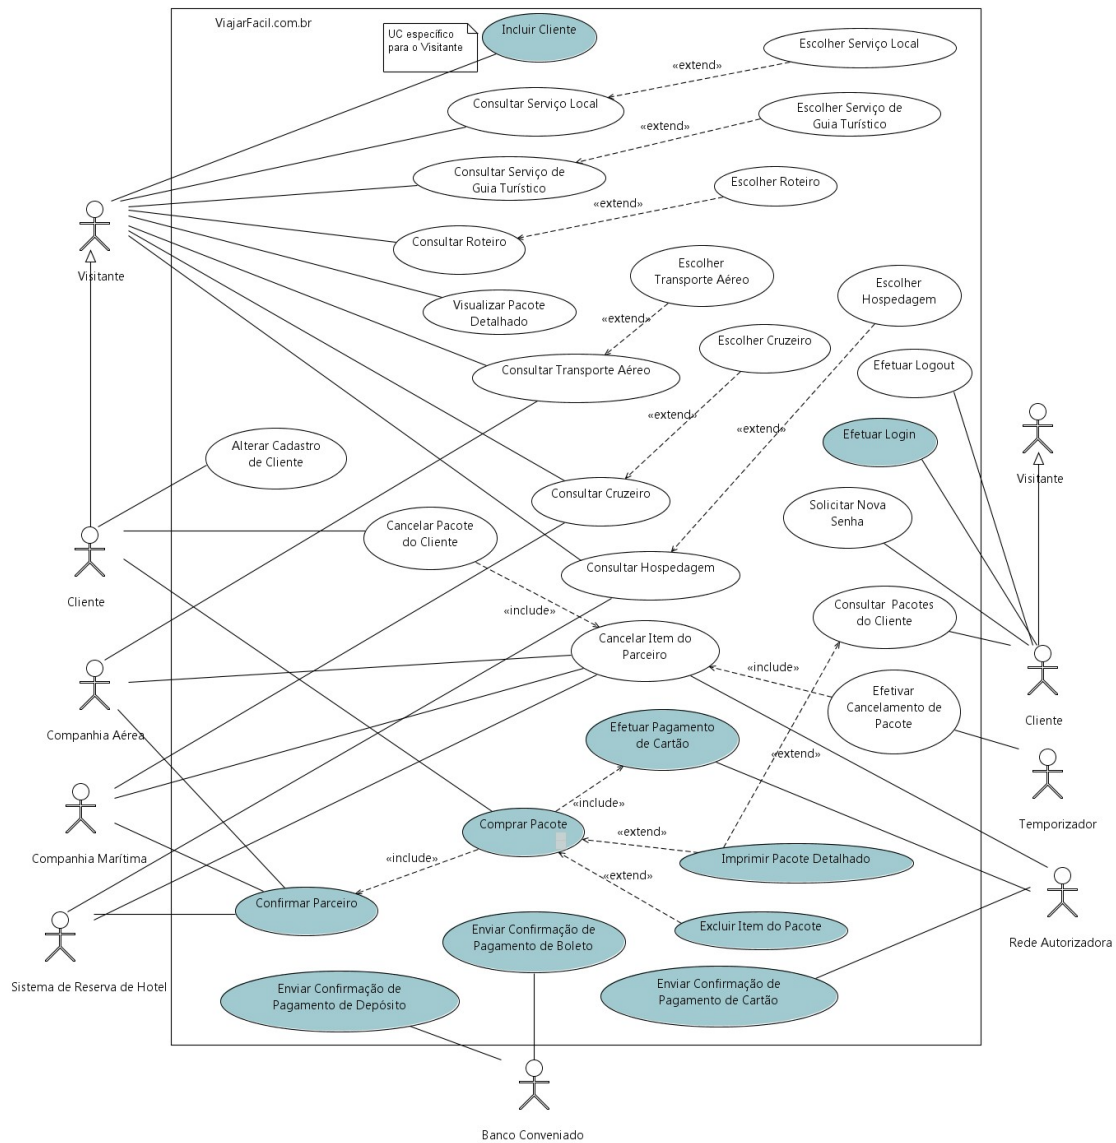 ViajarFacil.com.br
UC específico
para o Visitante
Incluir Cliente
Escolher Serviço Local
«extend»
Consultar Serviço Local
Escolher Serviço de
Guia Turístico
«extend»
Consultar Serviço de
Guia Turístico
Escolher Roteiro
«extend»
Consultar Roteiro
Visitante
Escolher
Transporte Aéreo
Escolher
Hospedagem
Visualizar Pacote
Detalhado
«extend»
Escolher Cruzeiro
Efetuar Logout
Consultar Transporte Aéreo
«extend»
«extend»
Efetuar Login
Alterar Cadastro
de Cliente
Visitante
Consultar Cruzeiro
Solicitar Nova
Senha
Cancelar Pacote
do Cliente
Consultar Hospedagem
Cliente
«include»
Consultar Pacotes
do Cliente
Cancelar Item do
Parceiro
«include»
Efetivar
Cancelamento de
Pacote
Cliente
Companhia Aérea
Efetuar Pagamento
de Cartão
«extend»
«include»
Temporizador
Comprar Pacote
«extend»
Companhia Marítima
«include»
Imprimir Pacote Detalhado
«extend»
Confirmar Parceiro
Excluir Item do Pacote
Enviar Confirmação de
Pagamento de Boleto
Rede Autorizadora
Sistema de Reserva de Hotel
Enviar Confirmação de
Pagamento de Depósito
Enviar Confirmação de
Pagamento de Cartão
Banco Conveniado